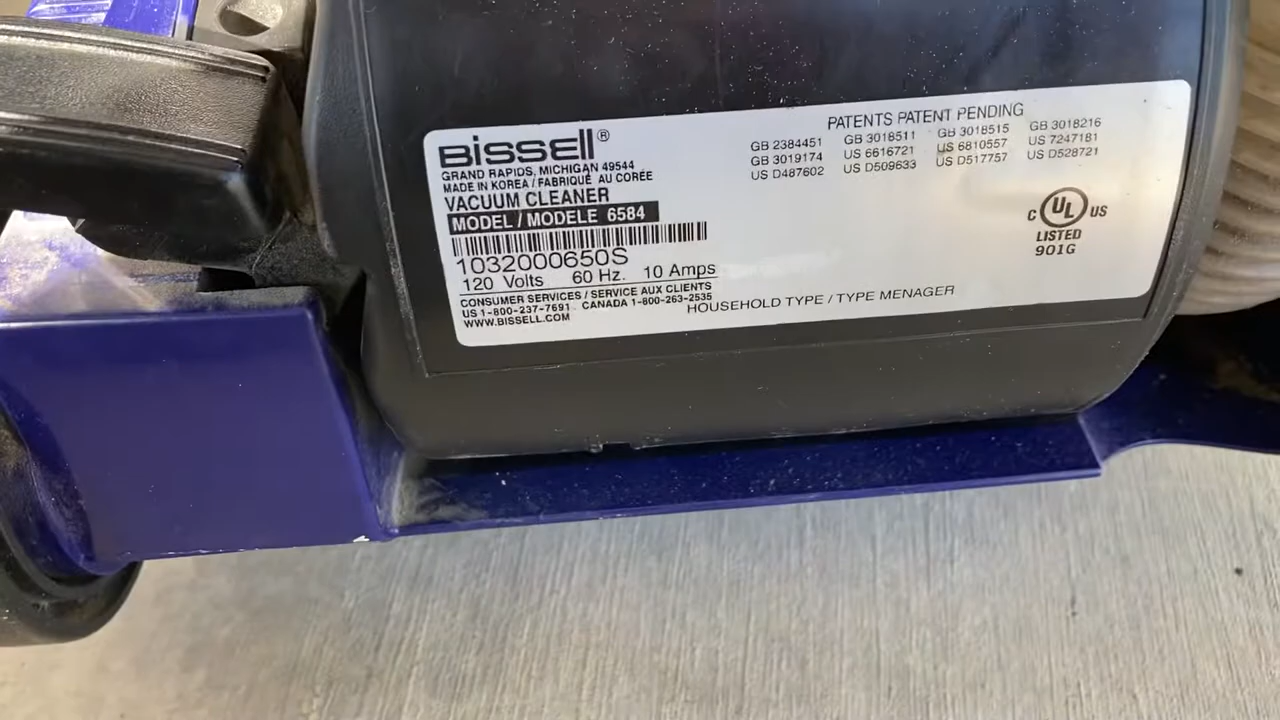 BISSELL®
GRAND RAPIDS, MICHIGAN 49544
MADE IN KOREA / FABRIQUÉ AU CORÉE
VACUUM CLEANER
MODEL / MODELE 6584
1032000650S
120 Volts 60 Hz. 10 Amps
CONSUMER SERVICES / SERVICE AUX CLIENTS
US 1-800-237-7691 CANADA 1-800-263-2535
WWW.BISSELL.COM
HOUSEHOLD TYPE / TYPE MENAGER
PATENTS PATENT PENDING
GB 2384451 GB 3018511 GB 3018515 GB 3018216
GB 3019174 US 6616721 US 6810557 US 7247181
US D487602 US D509633 US D517757 US D528721
C UL US
LISTED
901G